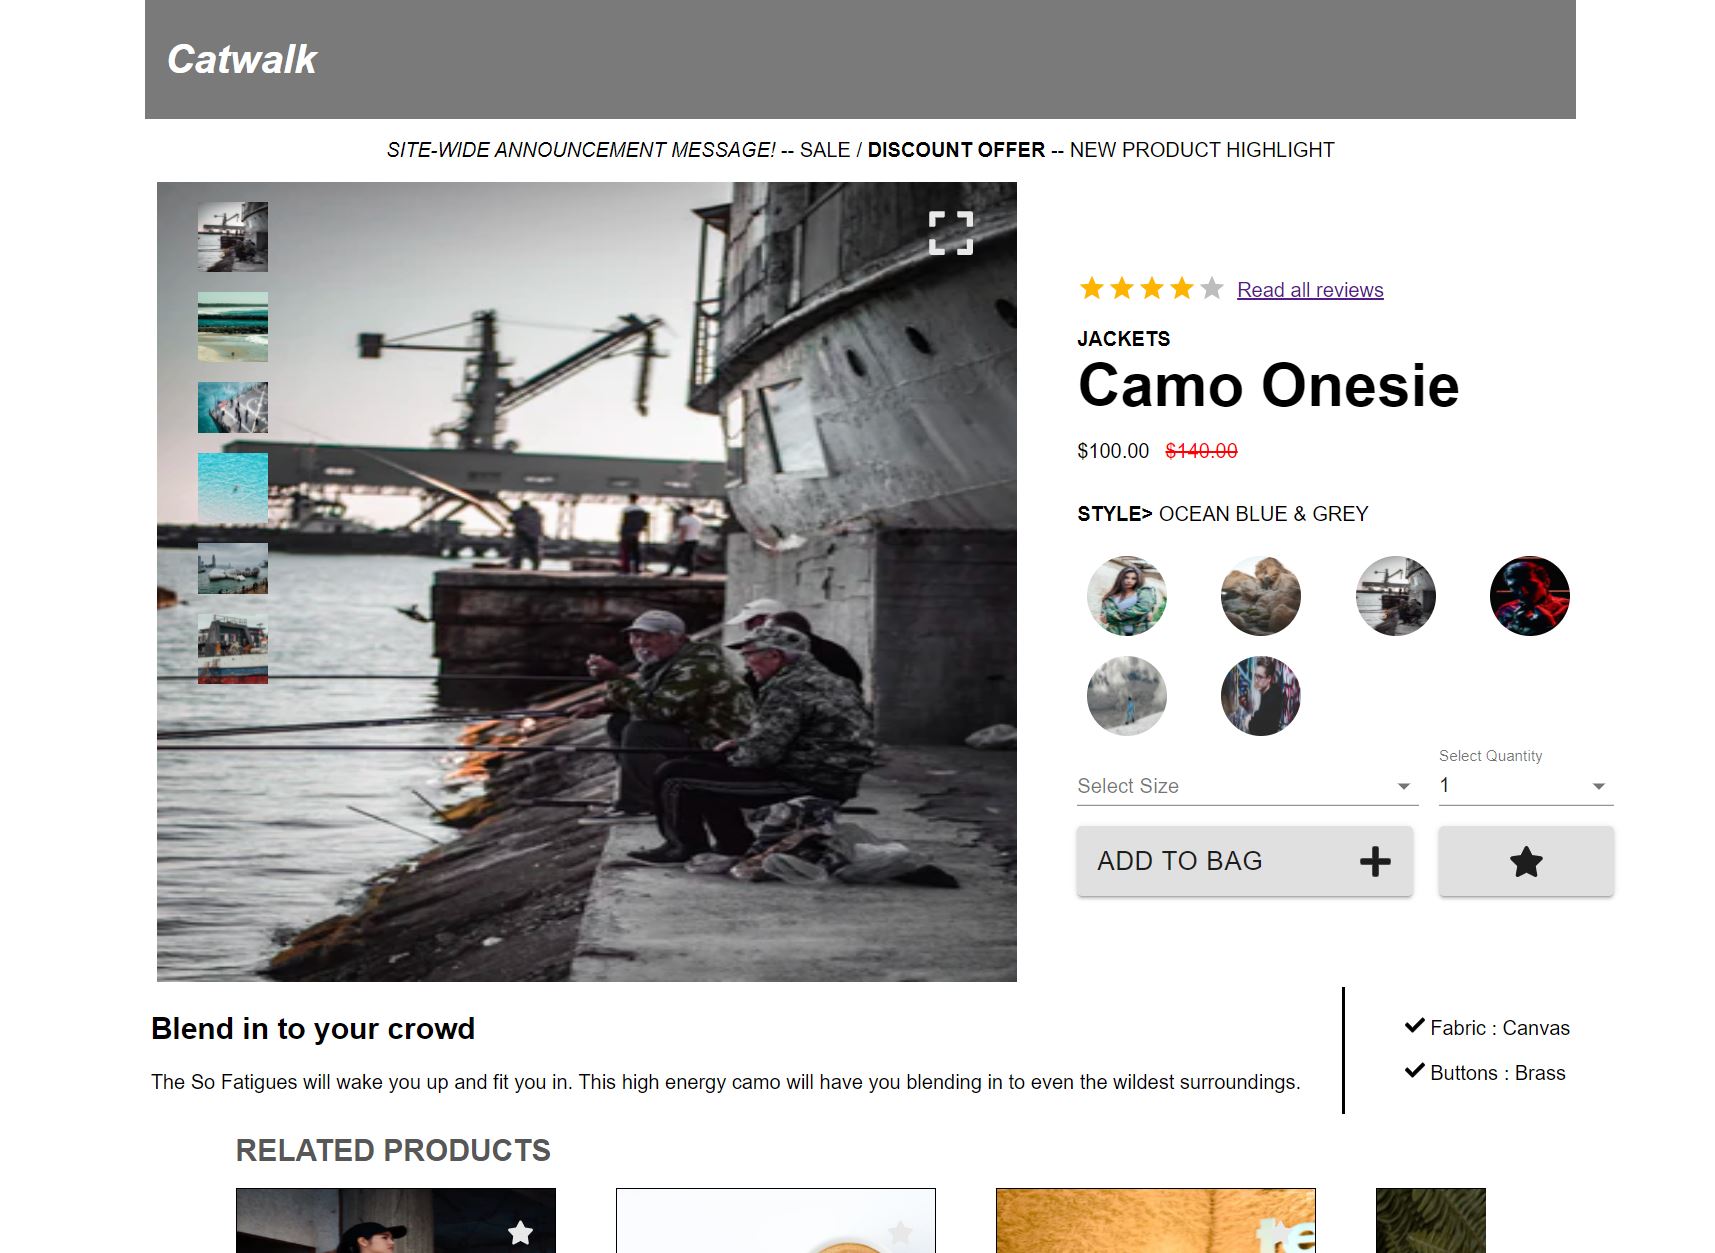 Catwalk
SITE-WIDE ANNOUNCEMENT MESSAGE! -- SALE / DISCOUNT OFFER -- NEW PRODUCT HIGHLIGHT
Read all reviews
JACKETS
Camo Onesie
$100.00 $140.00
STYLE> OCEAN BLUE & GREY
Select Size
Select Quantity
1
ADD TO BAG
Blend in to your crowd
The So Fatigues will wake you up and fit you in. This high energy camo will have you blending in to even the wildest surroundings.
Fabric : Canvas
Buttons : Brass
RELATED PRODUCTS